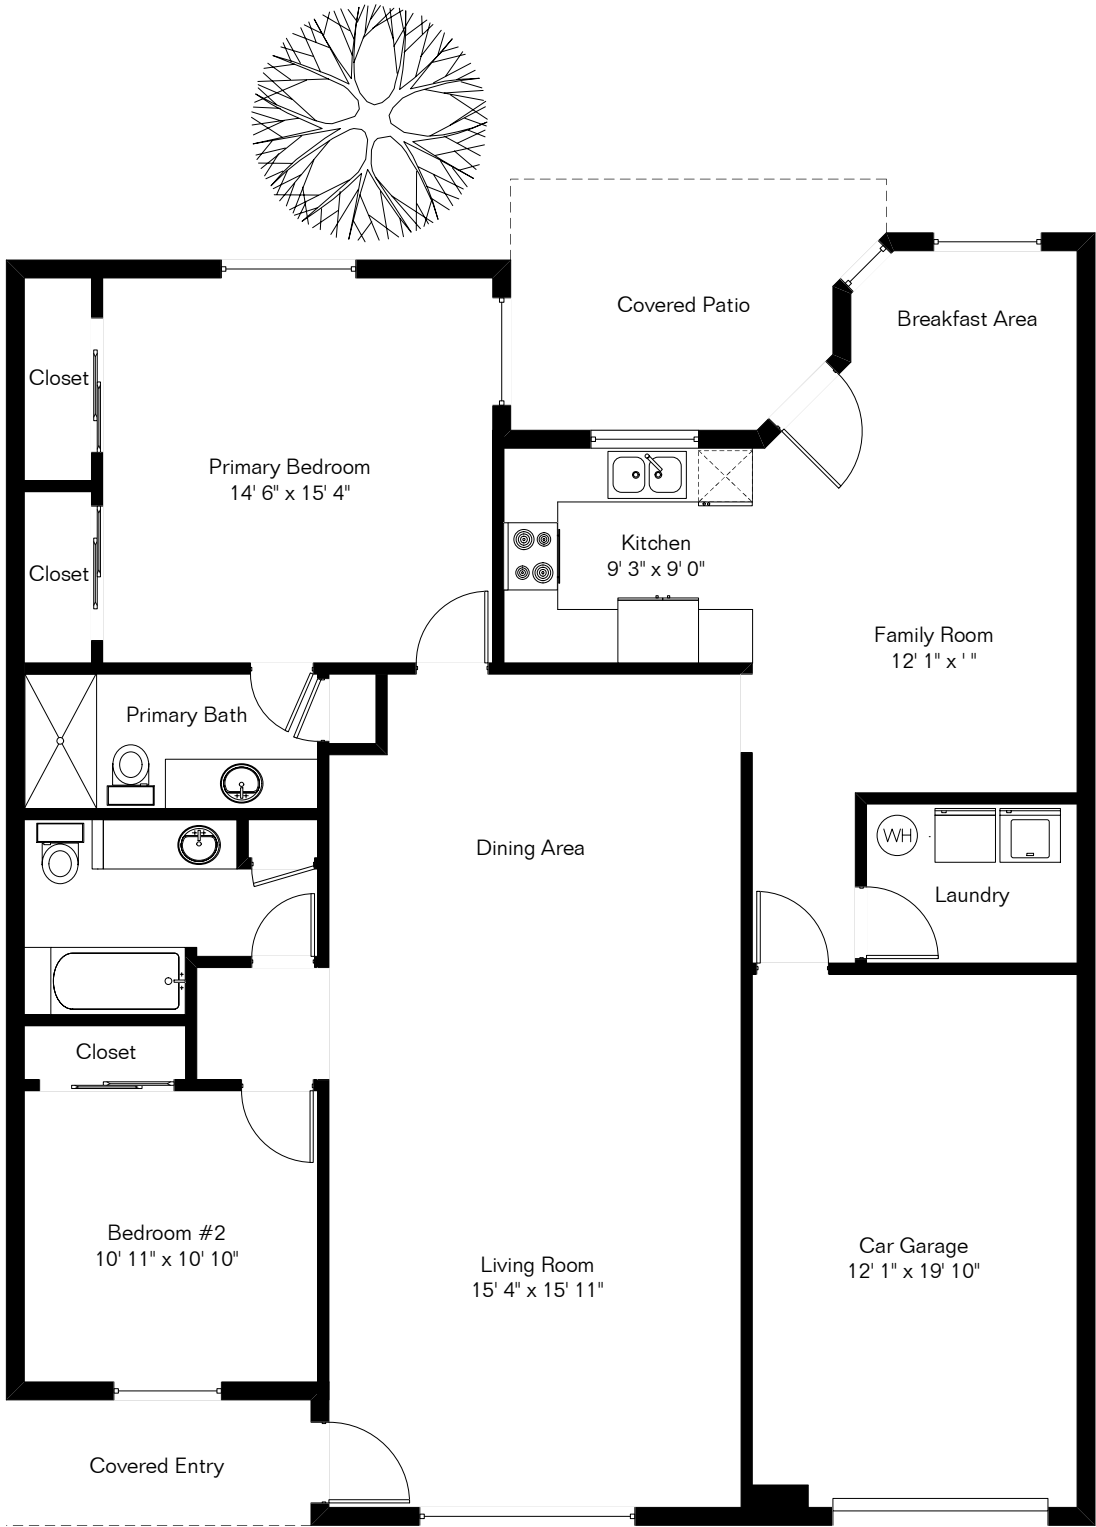 Covered Patio
Breakfast Area
Closet
Primary Bedroom
14' 6" x 15' 4"
Closet
Kitchen
9' 3" x 9' 0"
Family Room
12' 1" x ' "
Primary Bath
WH
Dining Area
Laundry
Closet
Bedroom #2
10' 11" x 10' 10"
Car Garage
12' 1" x 19' 10"
Living Room
15' 4" x 15' 11"
Covered Entry